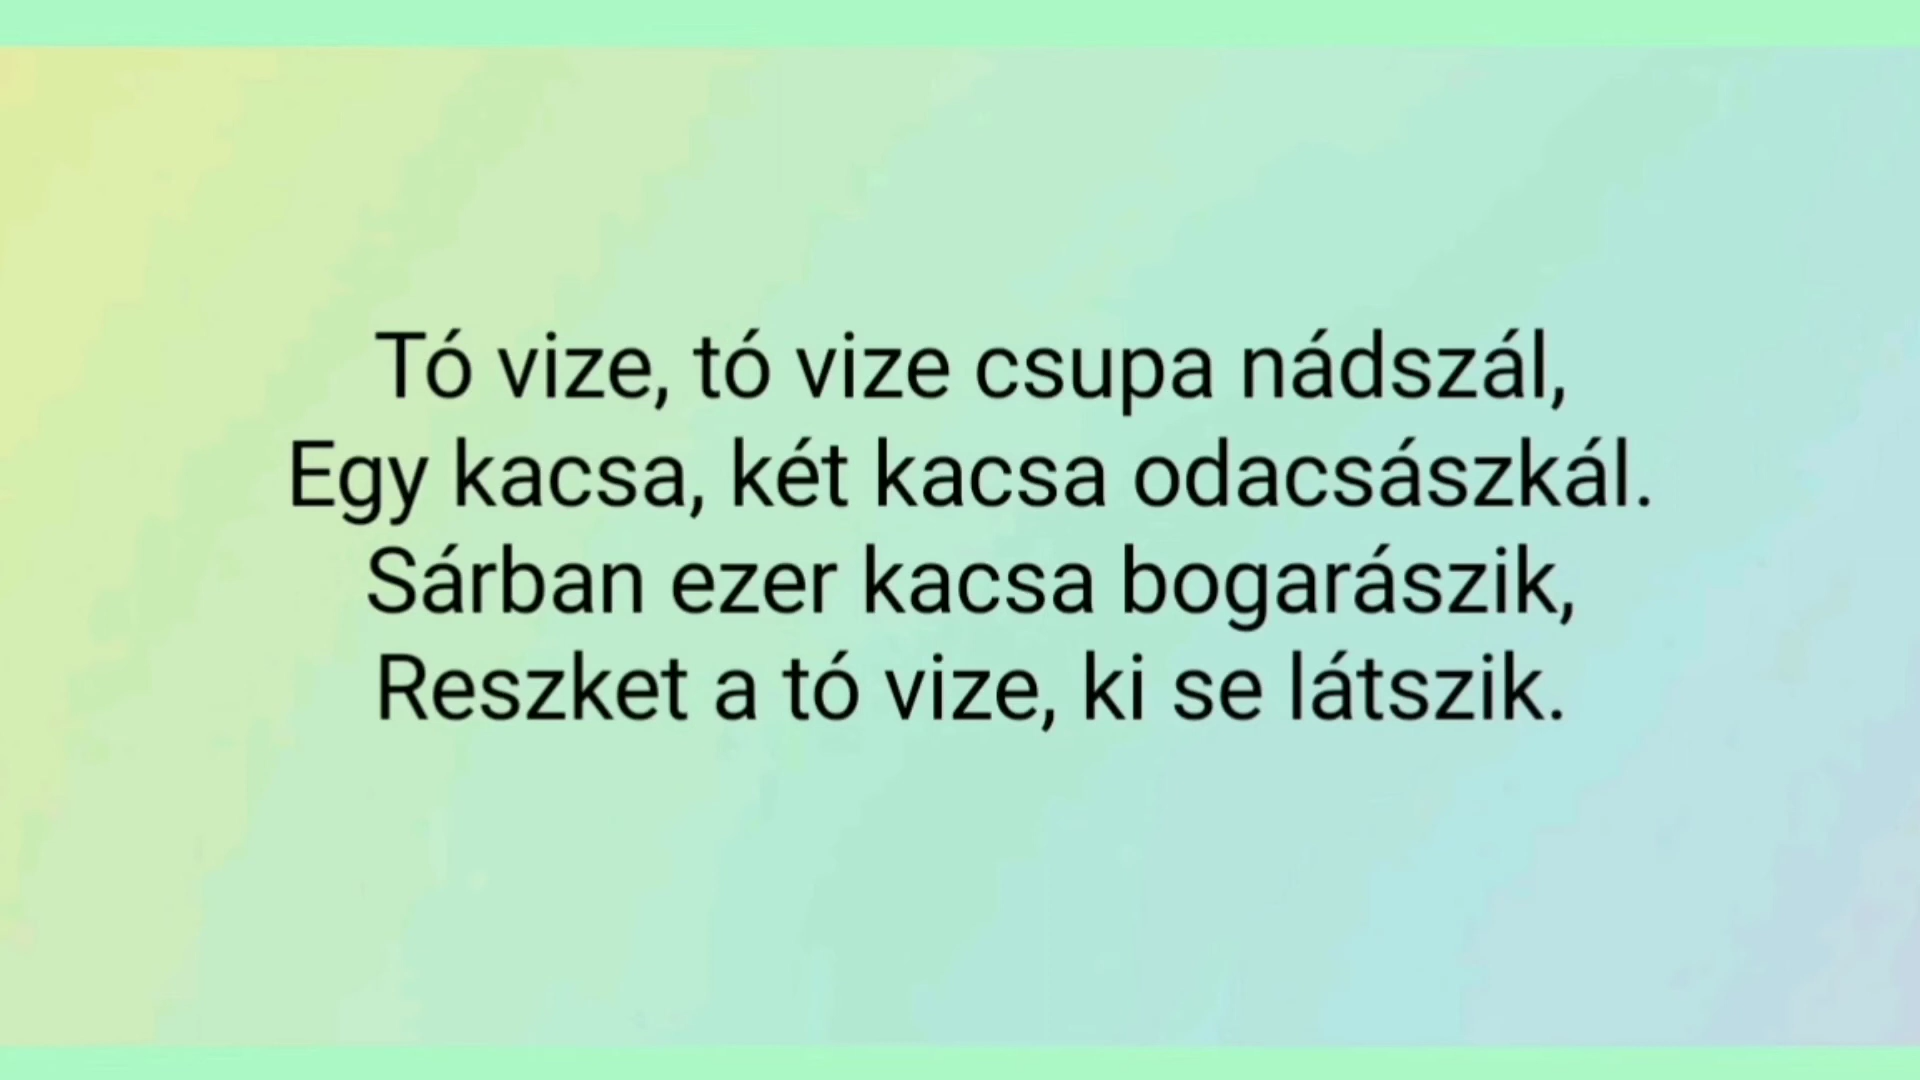 Tó vize, tó vize csupa nádszál,
Egy kacsa, két kacsa odacsászkál.
Sárban ezer kacsa bogarászik,
Reszket a tó vize, ki se látszik.